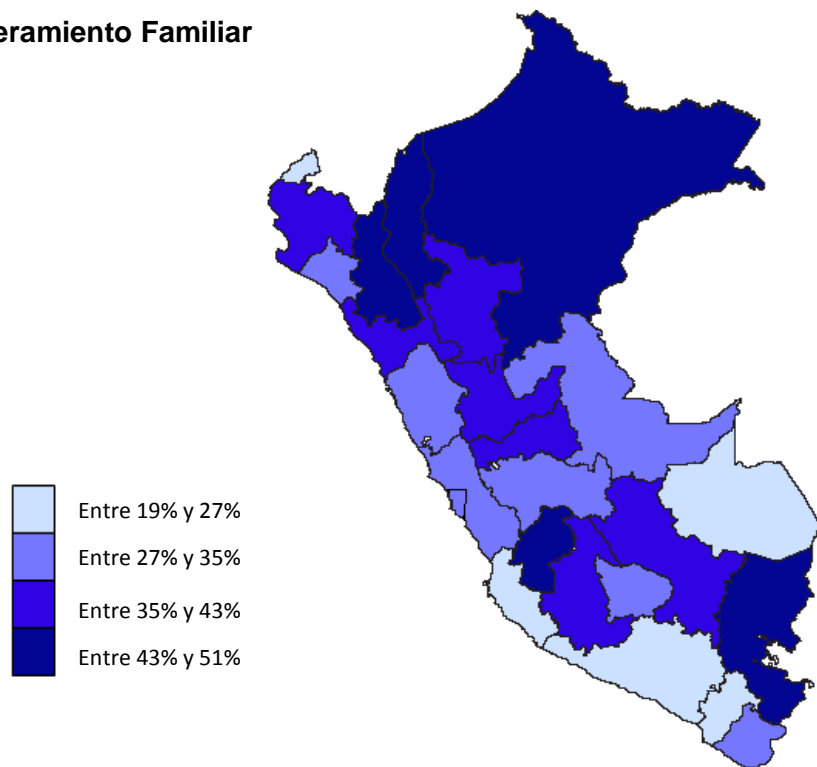 eramiento Familiar
Entre 19% y 27%
Entre 27% y 35%
Entre 35% y 43%
Entre 43% y 51%